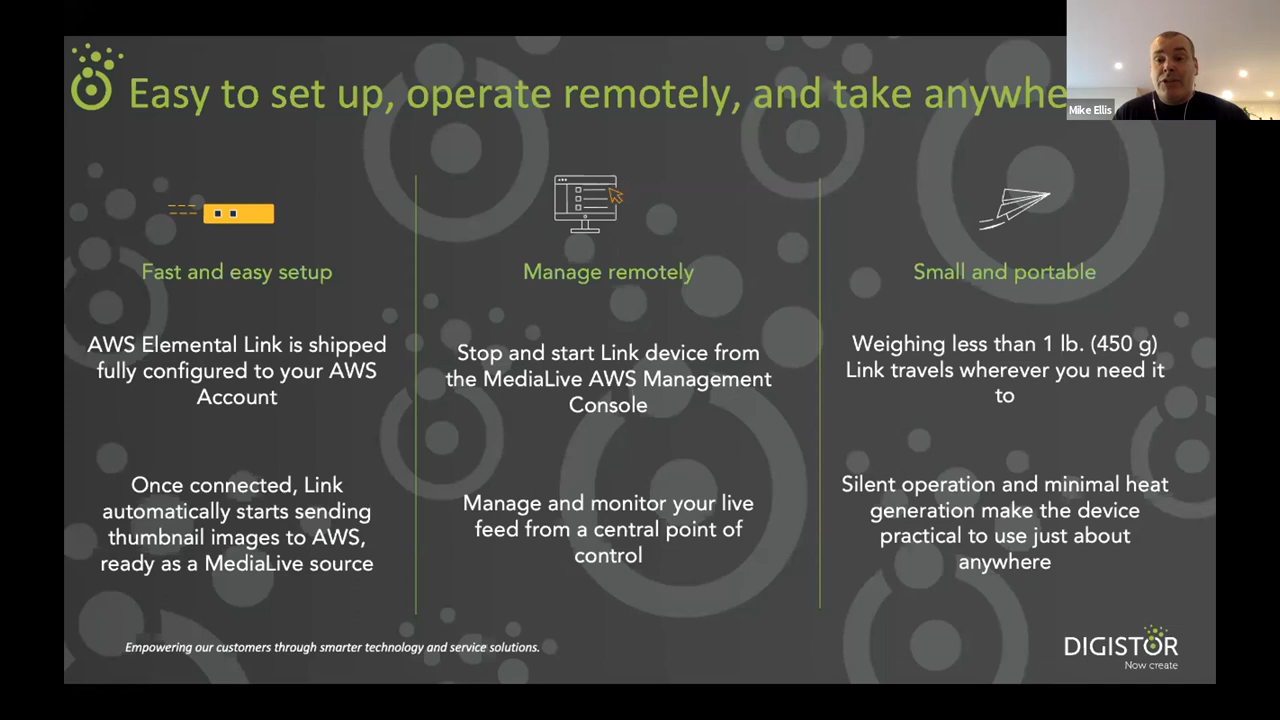 Easy to set up, operate remotely, and take anywhe
Mike Ellis
Fast and easy setup
AWS Elemental Link is shipped
fully configured to your AWS
Account
Once connected, Link
automatically starts sending
thumbnail images to AWS,
ready as a MediaLive source
Manage remotely
Stop and start Link device from
the MediaLive AWS Management
Console
Manage and monitor your live
feed from a central point of
control
Small and portable
Weighing less than 1 lb. (450 g)
Link travels wherever you need it
to
Silent operation and minimal heat
generation make the device
practical to use just about
anywhere
Empowering our customers through smarter technology and service solutions.
DIGISTOR
Now create